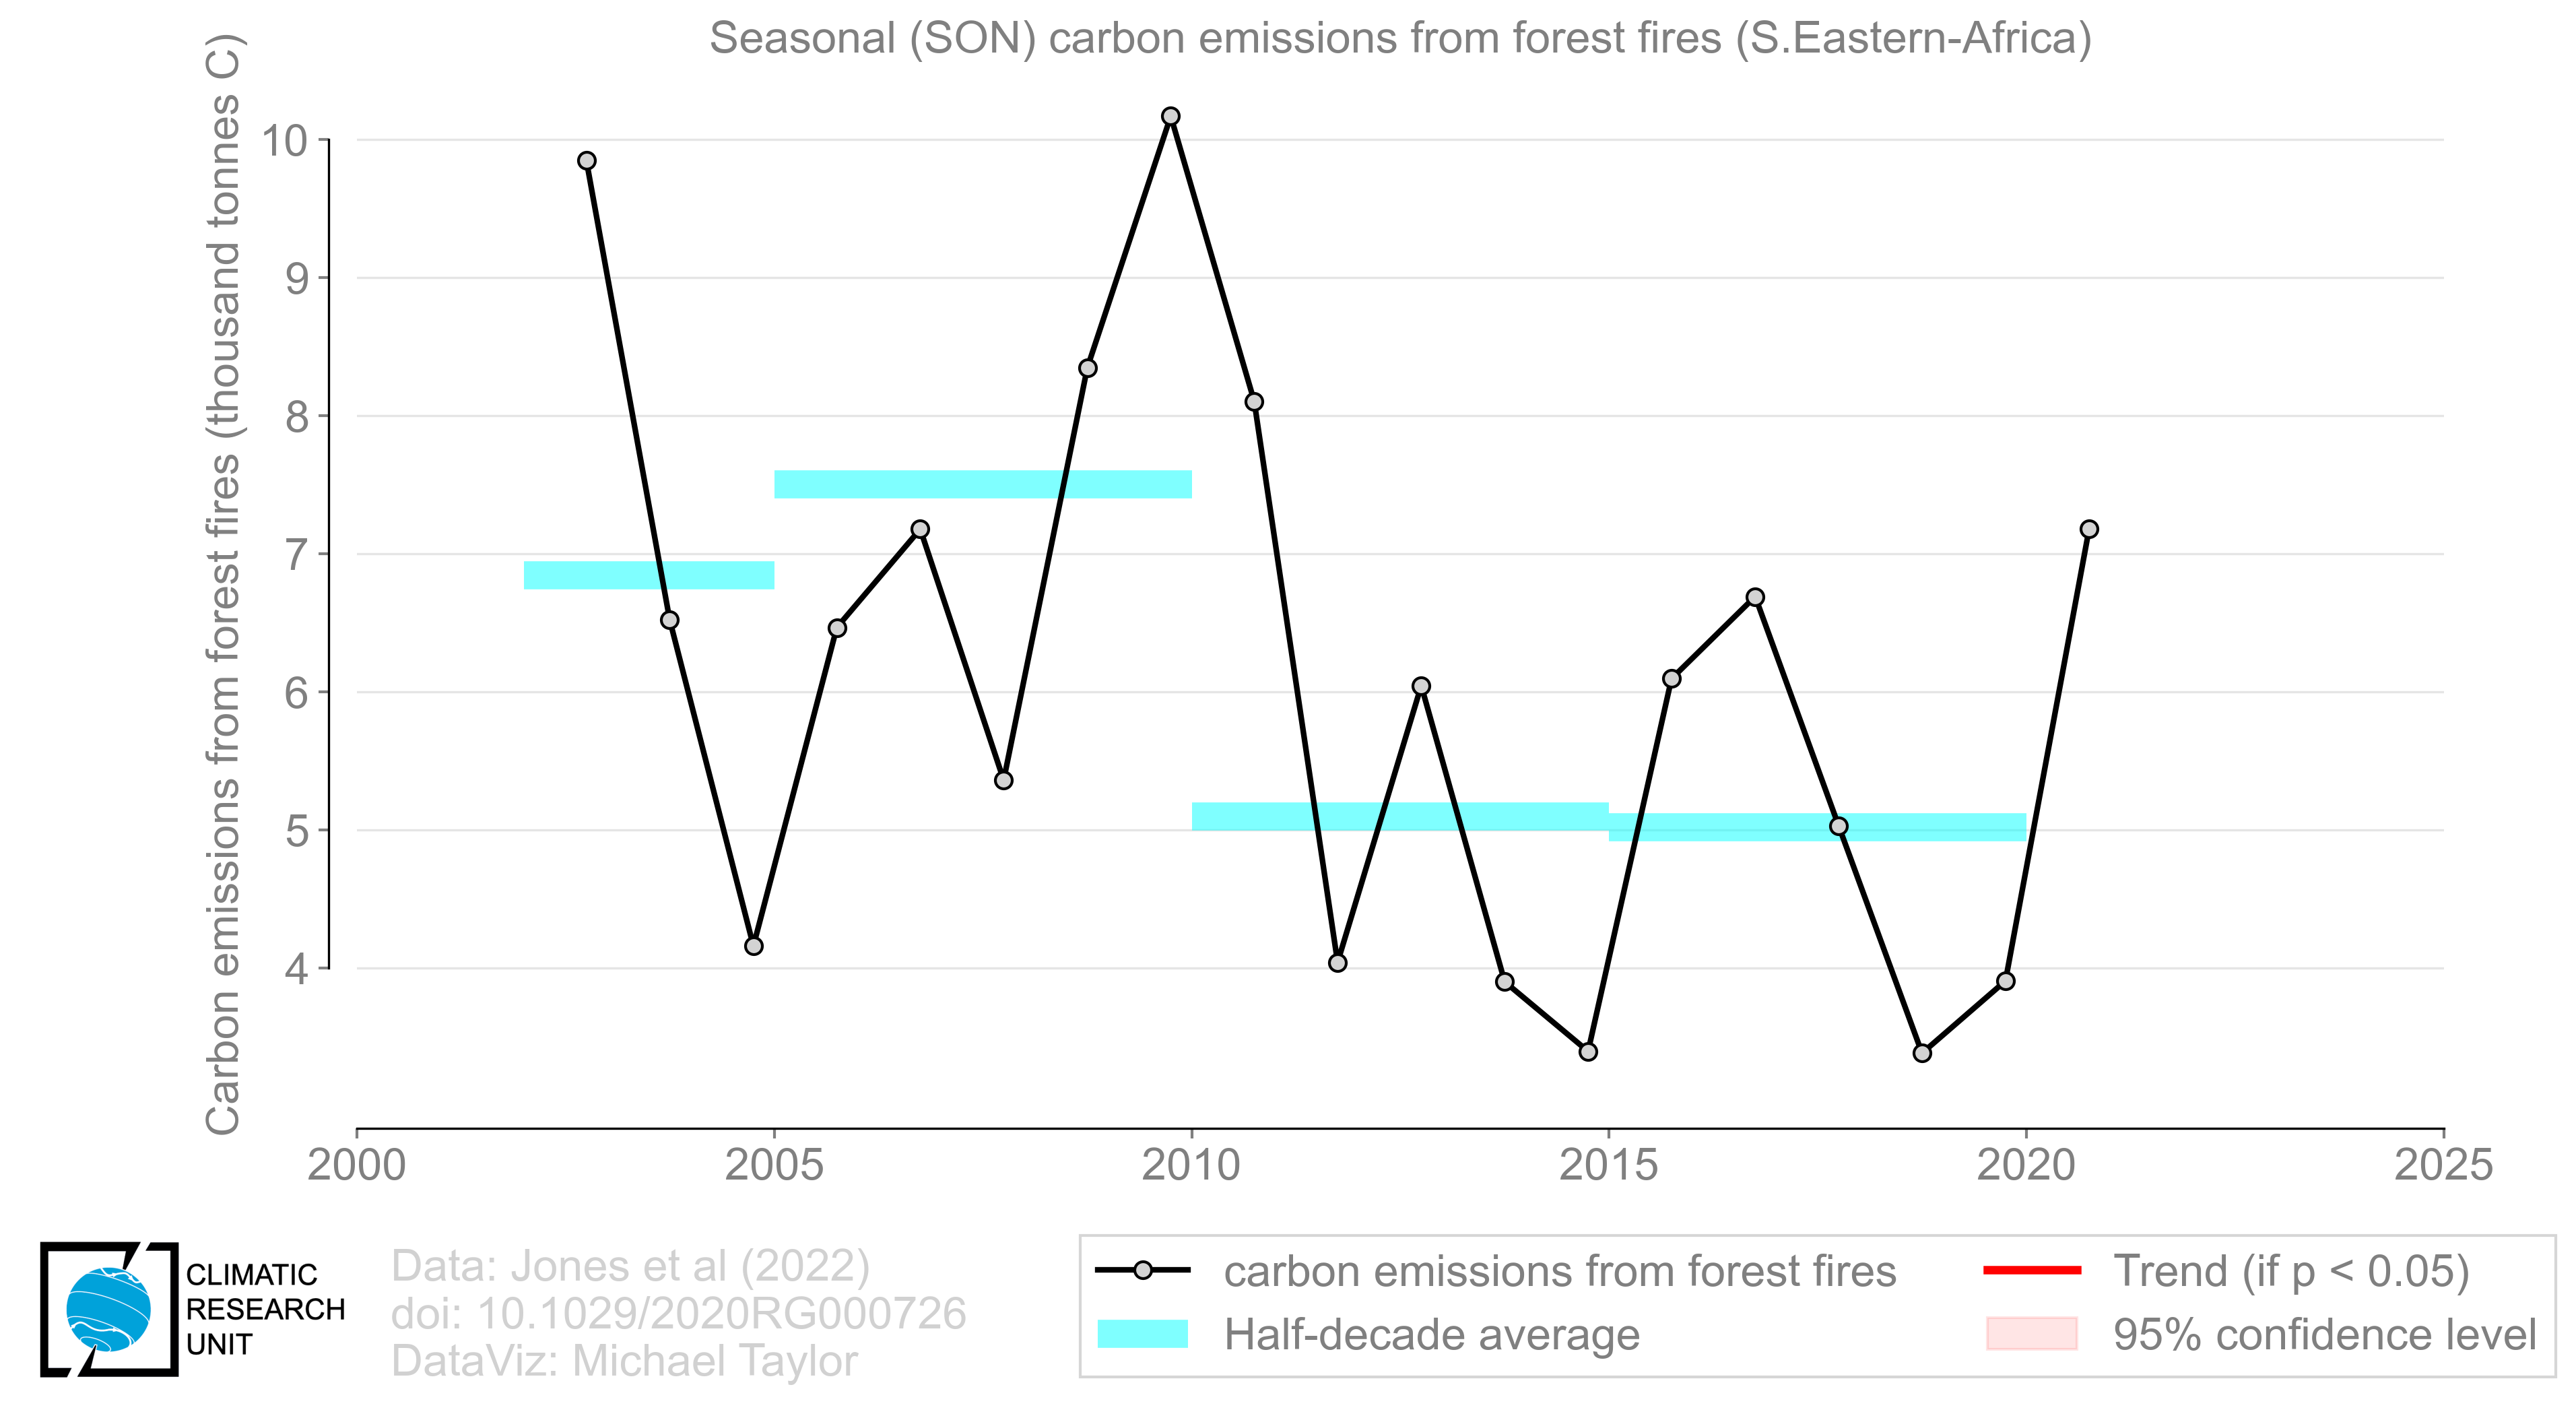 Seasonal (SON) carbon emissions from forest fires (S.Eastern-Africa)
Carbon emissions from forest fires (thousand tonnes C)
10
9
8
7
6
5
4
2000 2005 2010 2015 2020 2025
CLIMATIC
RESEARCH
UNIT
Data: Jones et al (2022)
doi: 10.1029/2020RG000726
DataViz: Michael Taylor
carbon emissions from forest fires
Half-decade average
Trend (if p < 0.05)
95% confidence level